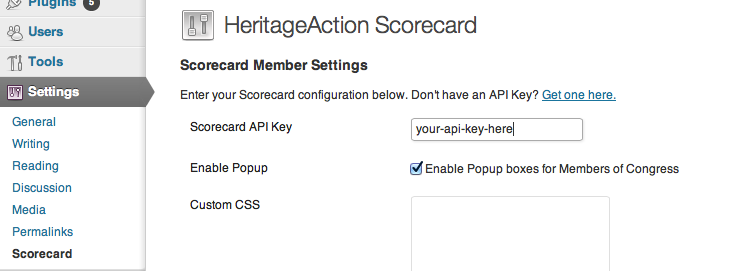 Plugins 5
Users
Tools
Settings
General
Writing
Reading
Discussion
Media
Permalinks
Scorecard
HeritageAction Scorecard
Scorecard Member Settings
Enter your Scorecard configuration below. Don't have an API Key? Get one here.
Scorecard API Key your-api-key-here
Enable Popup Enable Popup boxes for Members of Congress
Custom CSS